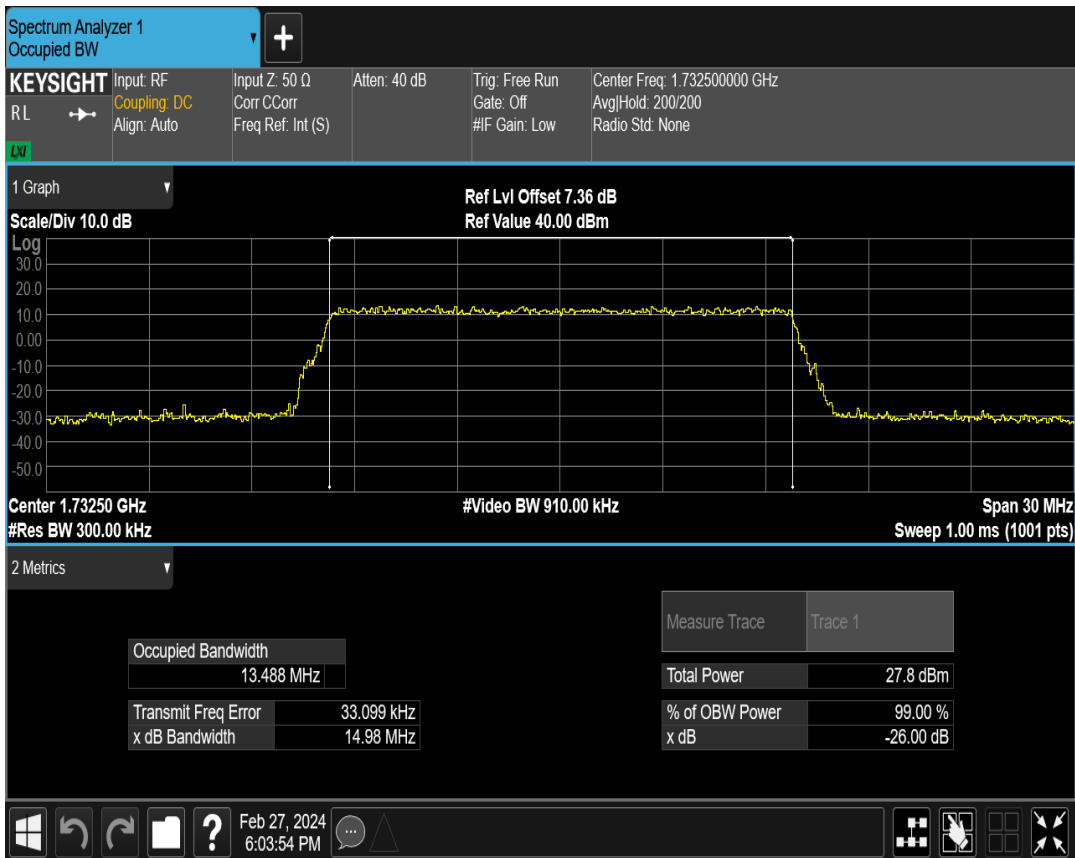 Spectrum Analyzer 1
Occupied BW
KEYSIGHT
RL
LXI
Input: RF
Coupling: DC
Align: Auto
Input Z: 50 Ω
Corr CCorr
Freq Ref: Int (S)
Atten: 40 dB
Trig: Free Run
Gate: Off
#IF Gain: Low
Center Freq: 1.732500000 GHz
Avg|Hold: 200/200
Radio Std: None
1 Graph
Scale/Div 10.0 dB
Ref Lvl Offset 7.36 dB
Ref Value 40.00 dBm
Log
30.0
20.0
10.0
0.00
-10.0
-20.0
-30.0
-40.0
-50.0
Center 1.73250 GHz
#Res BW 300.00 kHz
#Video BW 910.00 kHz
Span 30 MHz
Sweep 1.00 ms (1001 pts)
2 Metrics
Occupied Bandwidth
13.488 MHz
Transmit Freq Error 33.099 kHz
x dB Bandwidth 14.98 MHz
Measure Trace Trace 1
Total Power 27.8 dBm
% of OBW Power 99.00 %
x dB -26.00 dB
Feb 27, 2024
6:03:54 PM